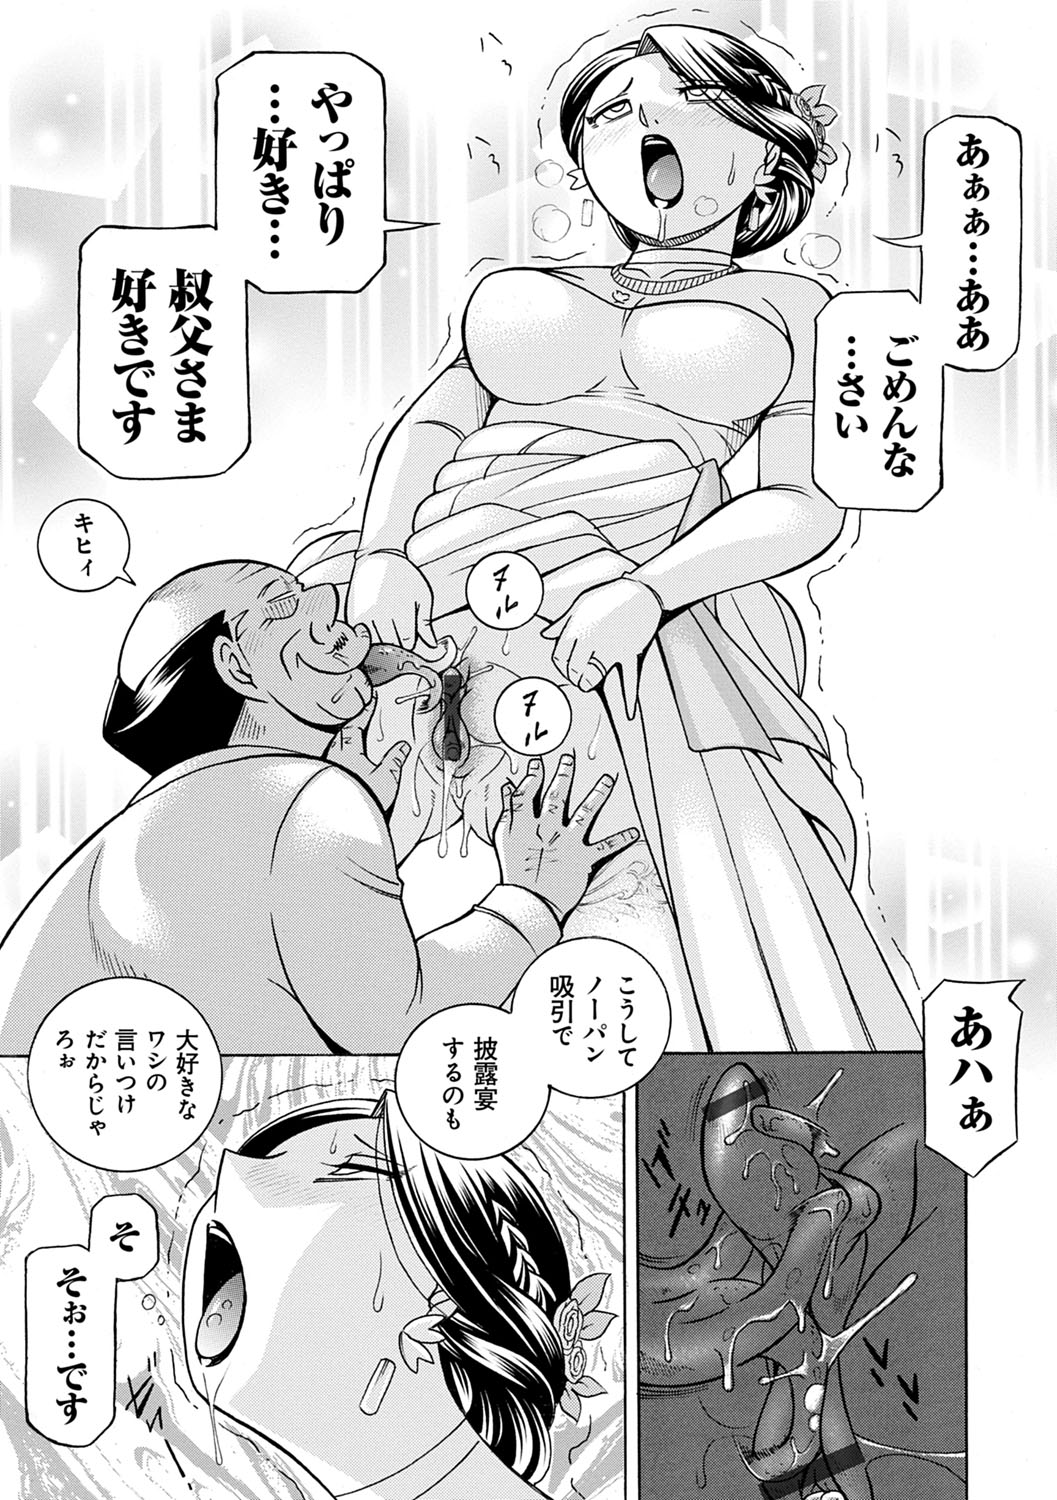 あぁぁ…ああ
ごめんな
…さい
やっぱり
…好き…
叔父さま
好きです
キヒィ
ヌル
ヌル
こうして
ノーパン
吸引で
披露宴
するのも
大好きな
ワシの
言いつけ
だからじゃ
ろぉ
あハぁ
そ
そぉ…です